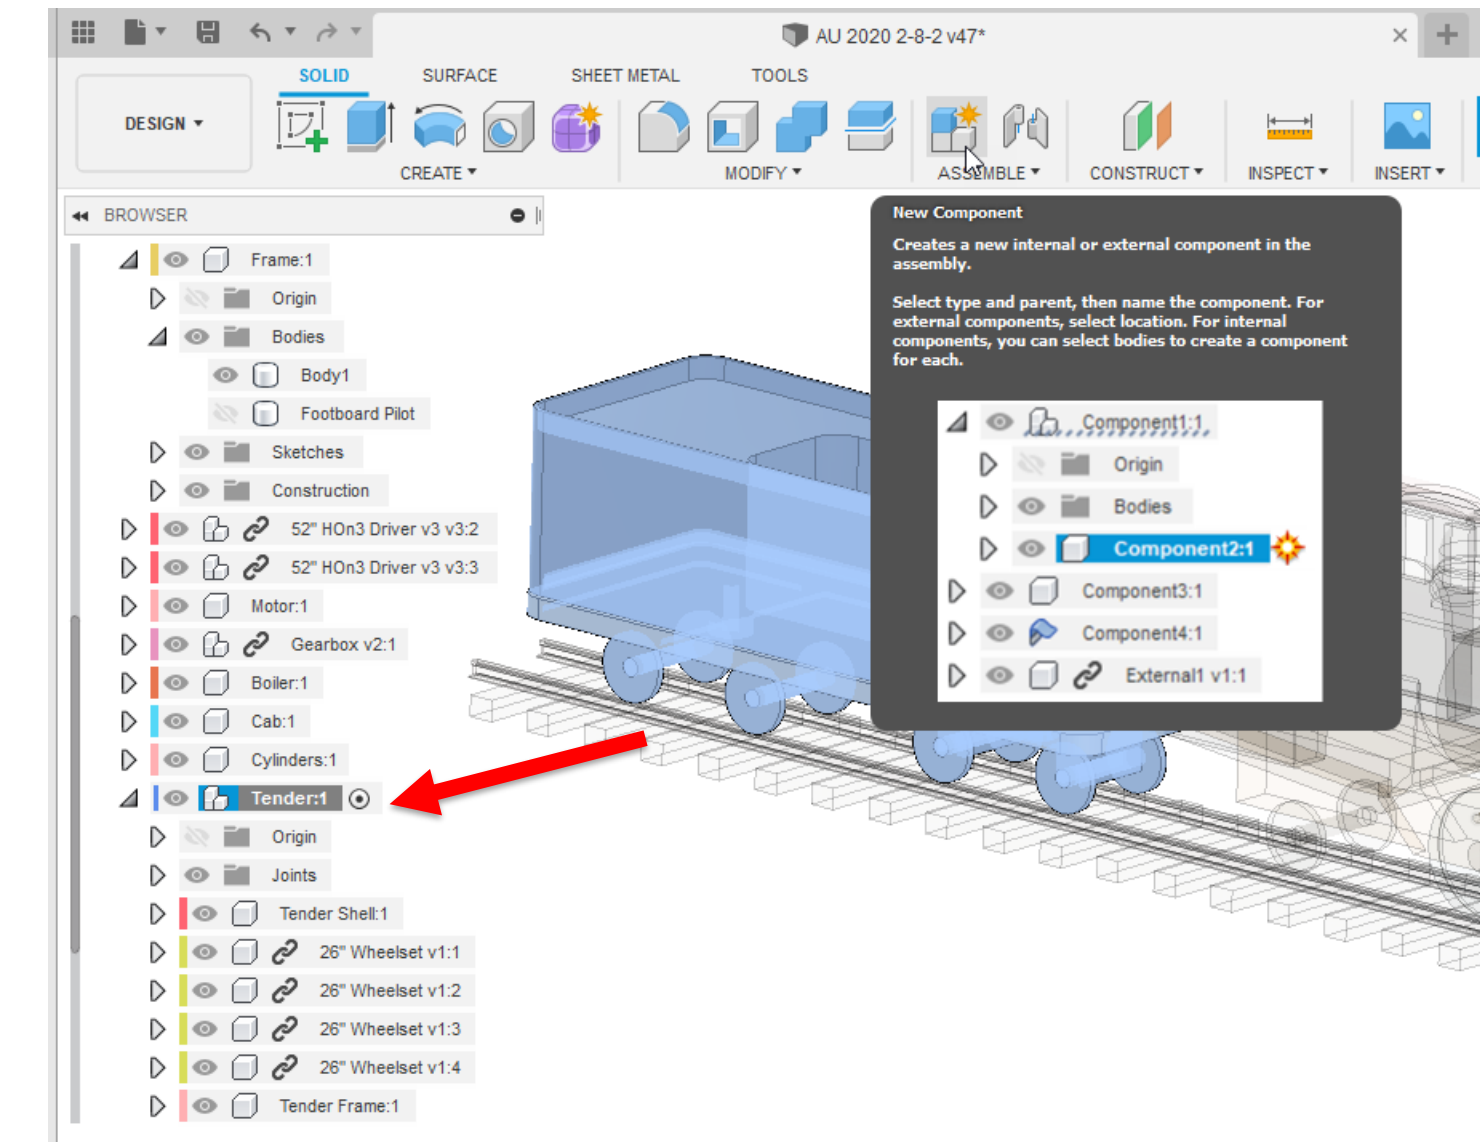 AU 2020 2-8-2 v47*
SOLID SURFACE SHEET METAL TOOLS
DESIGN
CREATE MODIFY ASSEMBLE CONSTRUCT INSPECT INSERT
BROWSER
Frame:1
Origin
Bodies
Body1
Footboard Pilot
Sketches
Construction
52" HOn3 Driver v3 v3:2
52" HOn3 Driver v3 v3:3
Motor:1
Gearbox v2:1
Boiler:1
Cab:1
Cylinders:1
Tender:1
Origin
Joints
Tender Shell:1
26" Wheelset v1:1
26" Wheelset v1:2
26" Wheelset v1:3
26" Wheelset v1:4
Tender Frame:1
New Component
Creates a new internal or external component in the
assembly.
Select type and parent, then name the component. For
external components, select location. For internal
components, you can select bodies to create a component
for each.
Component1:1
Origin
Bodies
Component2:1
Component3:1
Component4:1
External1 v1:1